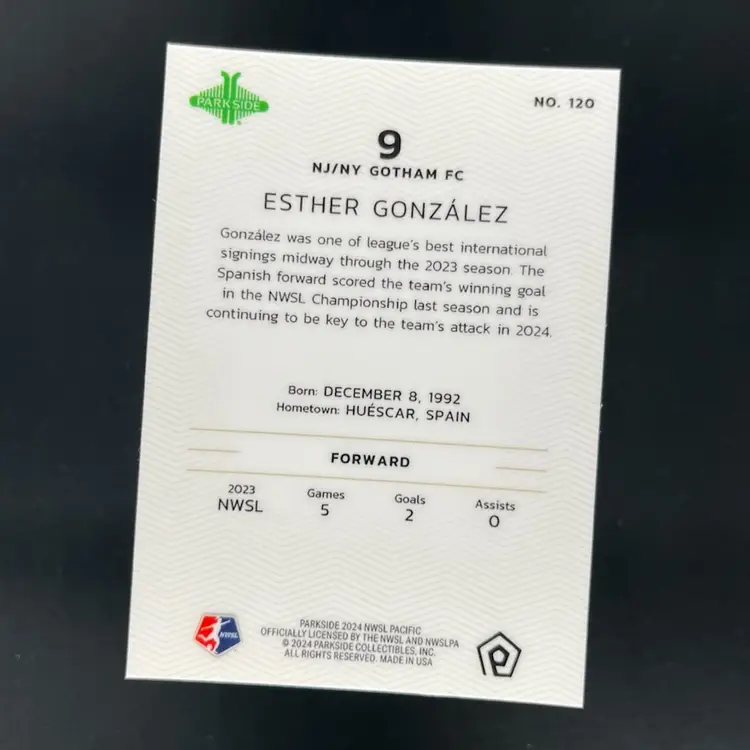 PARKSIDE
NO. 120
9
NJ/NY GOTHAM FC
ESTHER GONZÁLEZ
González was one of league's best international
signings midway through the 2023 season. The
Spanish forward scored the team's winning goal
in the NWSL Championship last season and is
continuing to be key to the team's attack in 2024.
Born: DECEMBER 8, 1992
Hometown: HUÉSCAR, SPAIN
FORWARD
2023 Games Goals Assists
NWSL 5 2 0
NWSL
PARKSIDE 2024 NWSL PACIFIC
OFFICIALLY LICENSED BY THE NWSL AND NWSLPA
© 2024 PARKSIDE COLLECTIBLES, INC.
ALL RIGHTS RESERVED. MADE IN USA